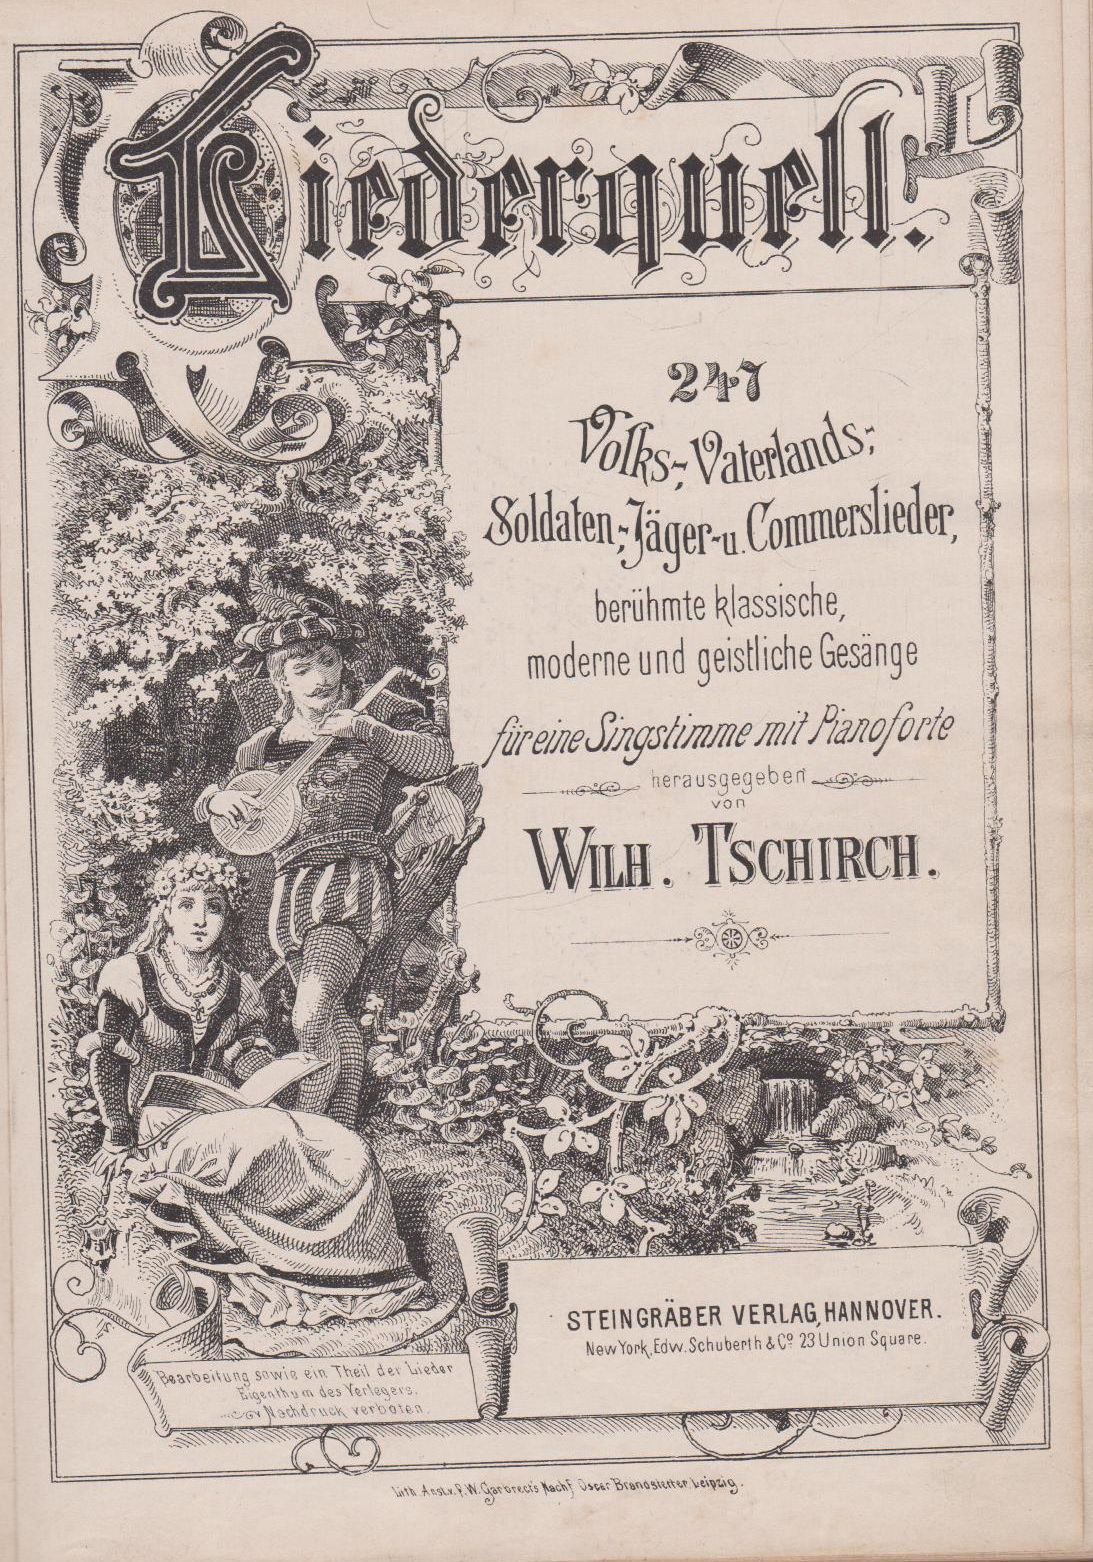 Liederquell.
247
Volks-, Vaterlands-,
Soldaten-, Jäger- u. Commerslieder,
berühmte klassische,
moderne und geistliche Gesänge
für eine Singstimme mit Pianoforte
herausgegeben
von
WILH. TSCHIRCH.
STEINGRÄBER VERLAG, HANNOVER.
New York, Edw. Schuberth & Co. 23 Union Square.
Bearbeitung sowie ein Theil der Lieder
Eigenthum des Verlegers.
Nachdruck verboten.
Lith. Anst. v. F. W. Garbrecht's Nachf. Oscar Brandstetter, Leipzig.